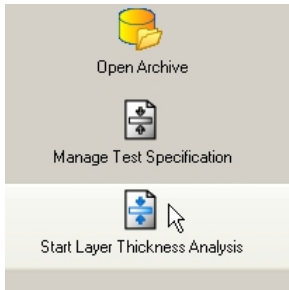 Open Archive
Manage Test Specification
Start Layer Thickness Analysis